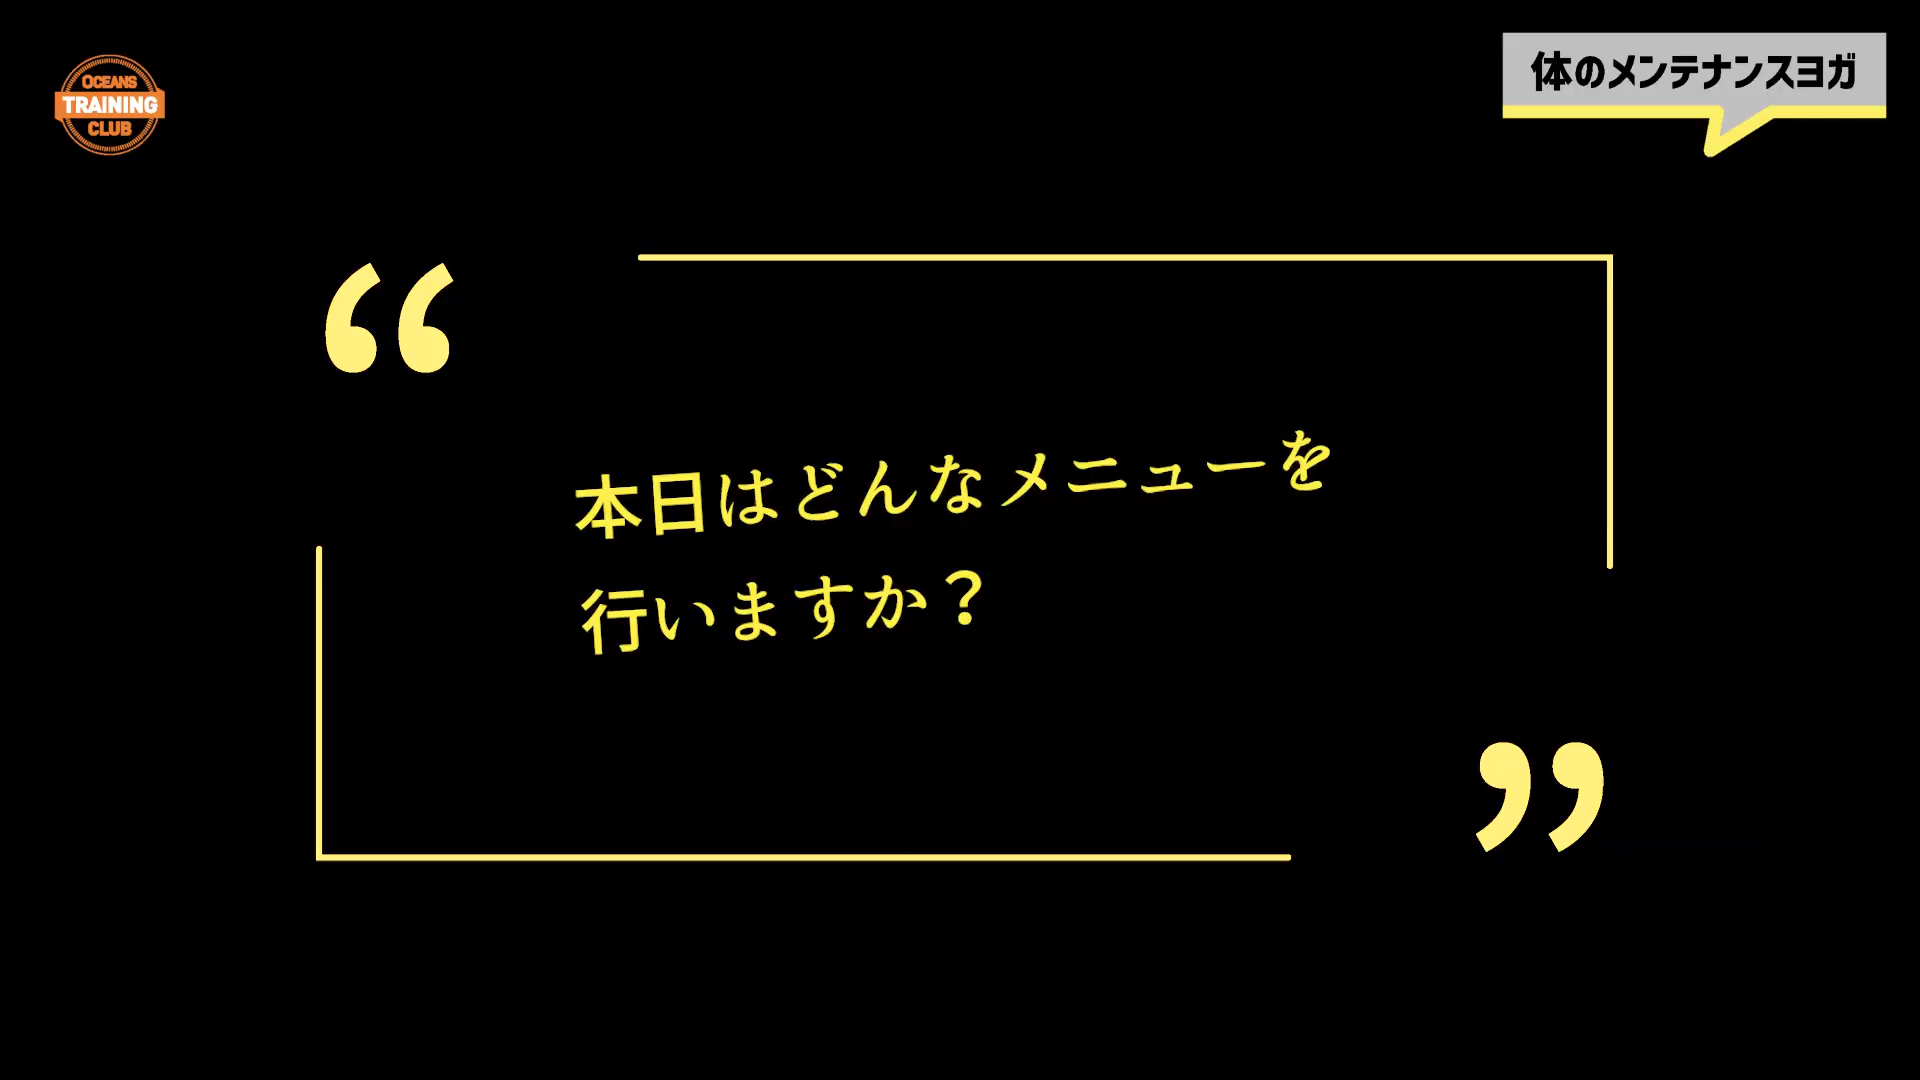 OCEANS
TRAINING
CLUB
体のメンテナンスヨガ
“
本日はどんなメニューを
行いますか？
”